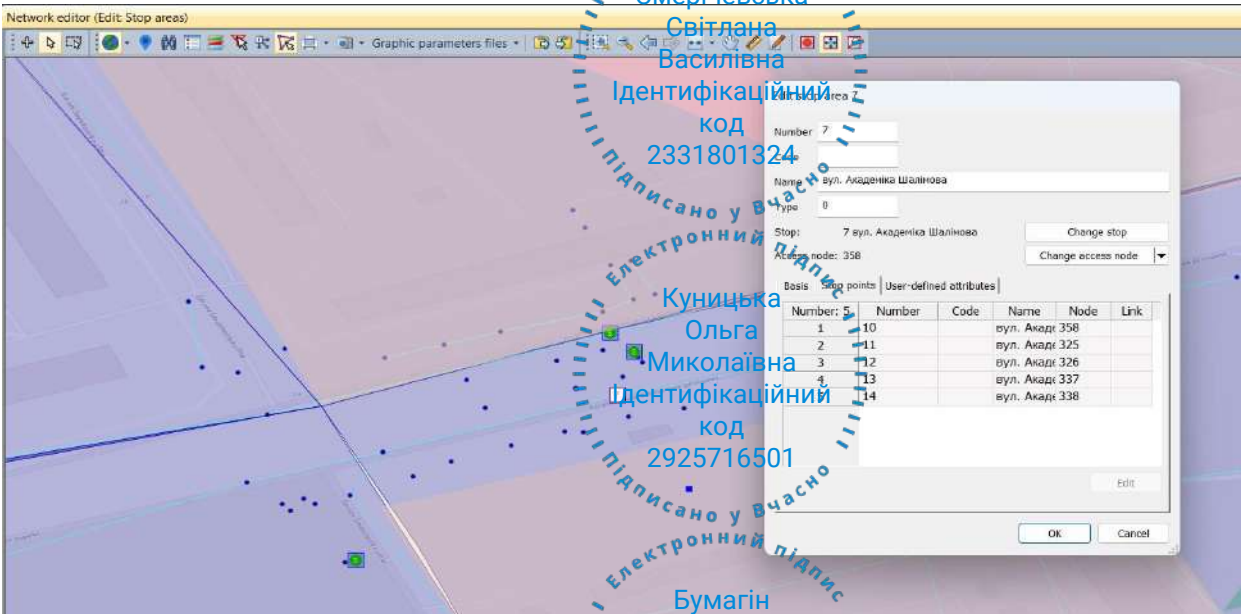 Network editor (Edit: Stop areas)
Graphic parameters files
Світлана
Василівна
Ідентифікаційний
код
2331801324
Підписано у Вчасно
Edit stop area 7
Number 7
Code
Name вул. Академіка Шалімова
Type 0
Stop: 7 вул. Академіка Шалімова Change stop
Access node: 358 Change access node
Basis Stop points User-defined attributes
Number: 5 Number Code Name Node Link
1 10 вул. Акаде 358
2 11 вул. Акаде 325
3 12 вул. Акаде 326
4 13 вул. Акаде 337
14 вул. Акаде 338
Edit
OK Cancel
Електронний підпис
Куницька
Ольга
Миколаївна
Ідентифікаційний
код
2925716501
Підписано у Вчасно
Електронний підпис
Бумагін